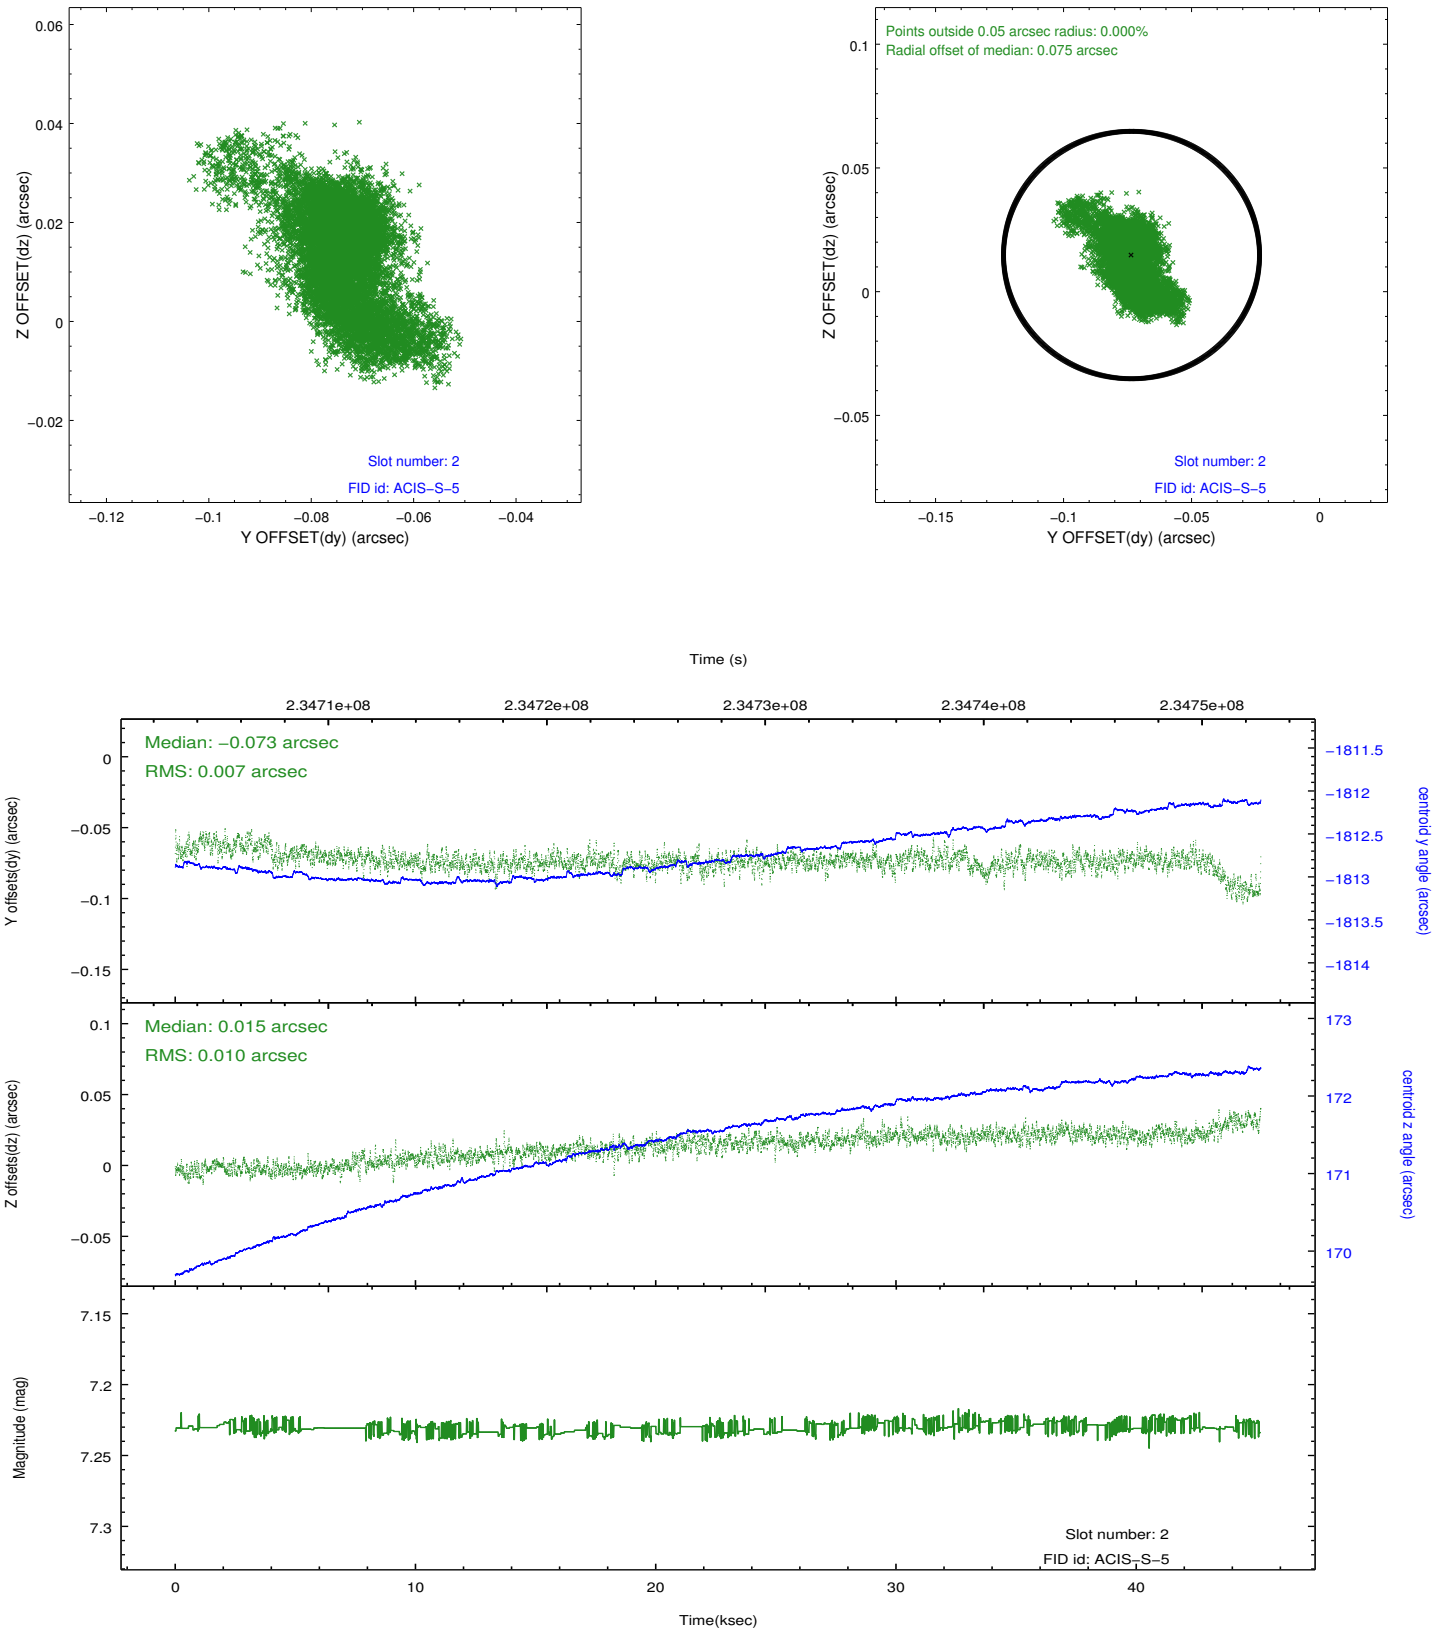 0.06
0.04
0.02
0
−0.02
Z OFFSET(dz) (arcsec)
Slot number: 2
FID id: ACIS−S−5
−0.12 −0.1 −0.08 −0.06 −0.04
Y OFFSET(dy) (arcsec)
Points outside 0.05 arcsec radius: 0.000%
Radial offset of median: 0.075 arcsec
0.1
0.05
0
−0.05
Z OFFSET(dz) (arcsec)
Slot number: 2
FID id: ACIS−S−5
−0.15 −0.1 −0.05 0
Y OFFSET(dy) (arcsec)
Time (s)
2.3471e+08 2.3472e+08 2.3473e+08 2.3474e+08 2.3475e+08
Median: −0.073 arcsec
RMS: 0.007 arcsec
0
−0.05
−0.1
−0.15
Y offsets(dy) (arcsec)
−1811.5
−1812
−1812.5
−1813
−1813.5
−1814
centroid y angle (arcsec)
Median: 0.015 arcsec
RMS: 0.010 arcsec
0.1
0.05
0
−0.05
Z offsets(dz) (arcsec)
173
172
171
170
centroid z angle (arcsec)
7.15
7.2
7.25
7.3
Magnitude (mag)
Slot number: 2
FID id: ACIS−S−5
0 10 20 30 40
Time(ksec)